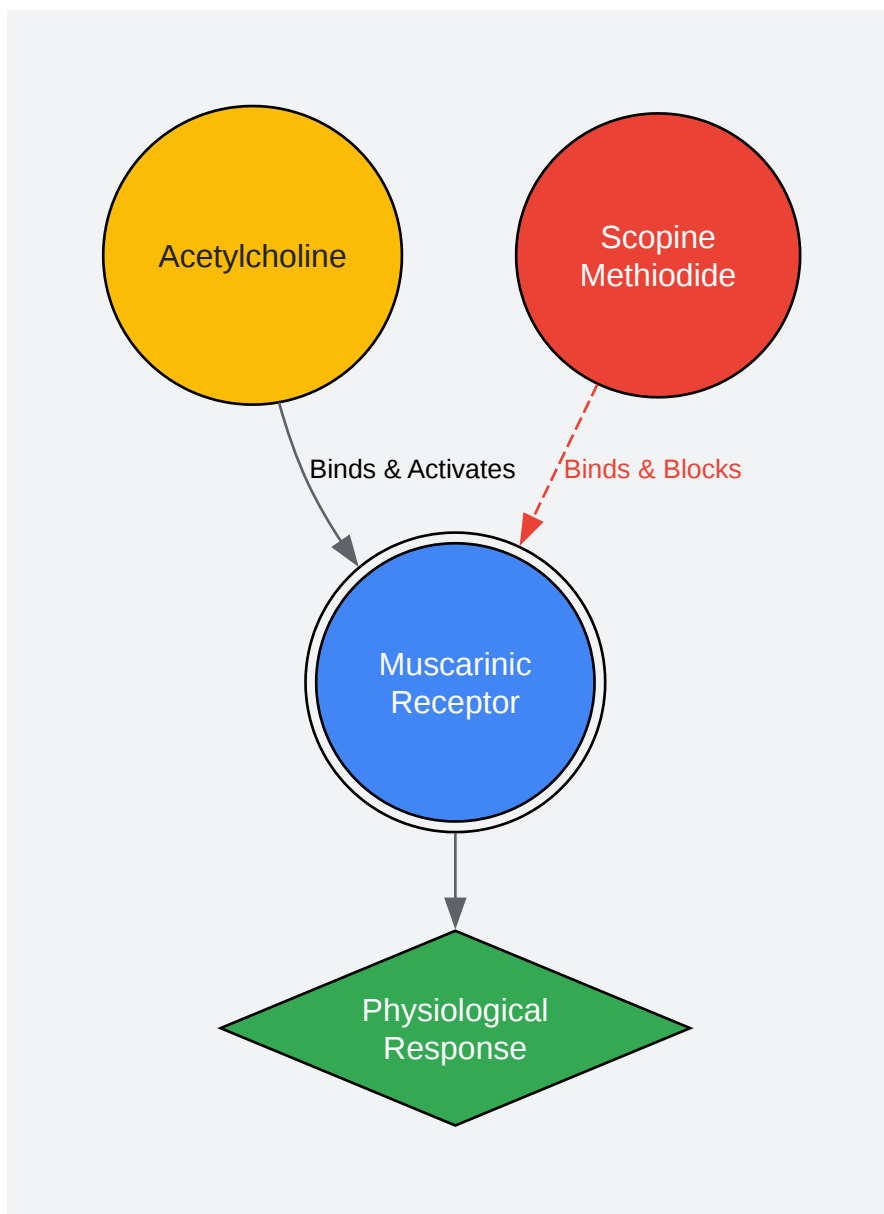 Acetylcholine
Scopine
Methiodide
Binds & Activates
Binds & Blocks
Muscarinic
Receptor
Physiological
Response